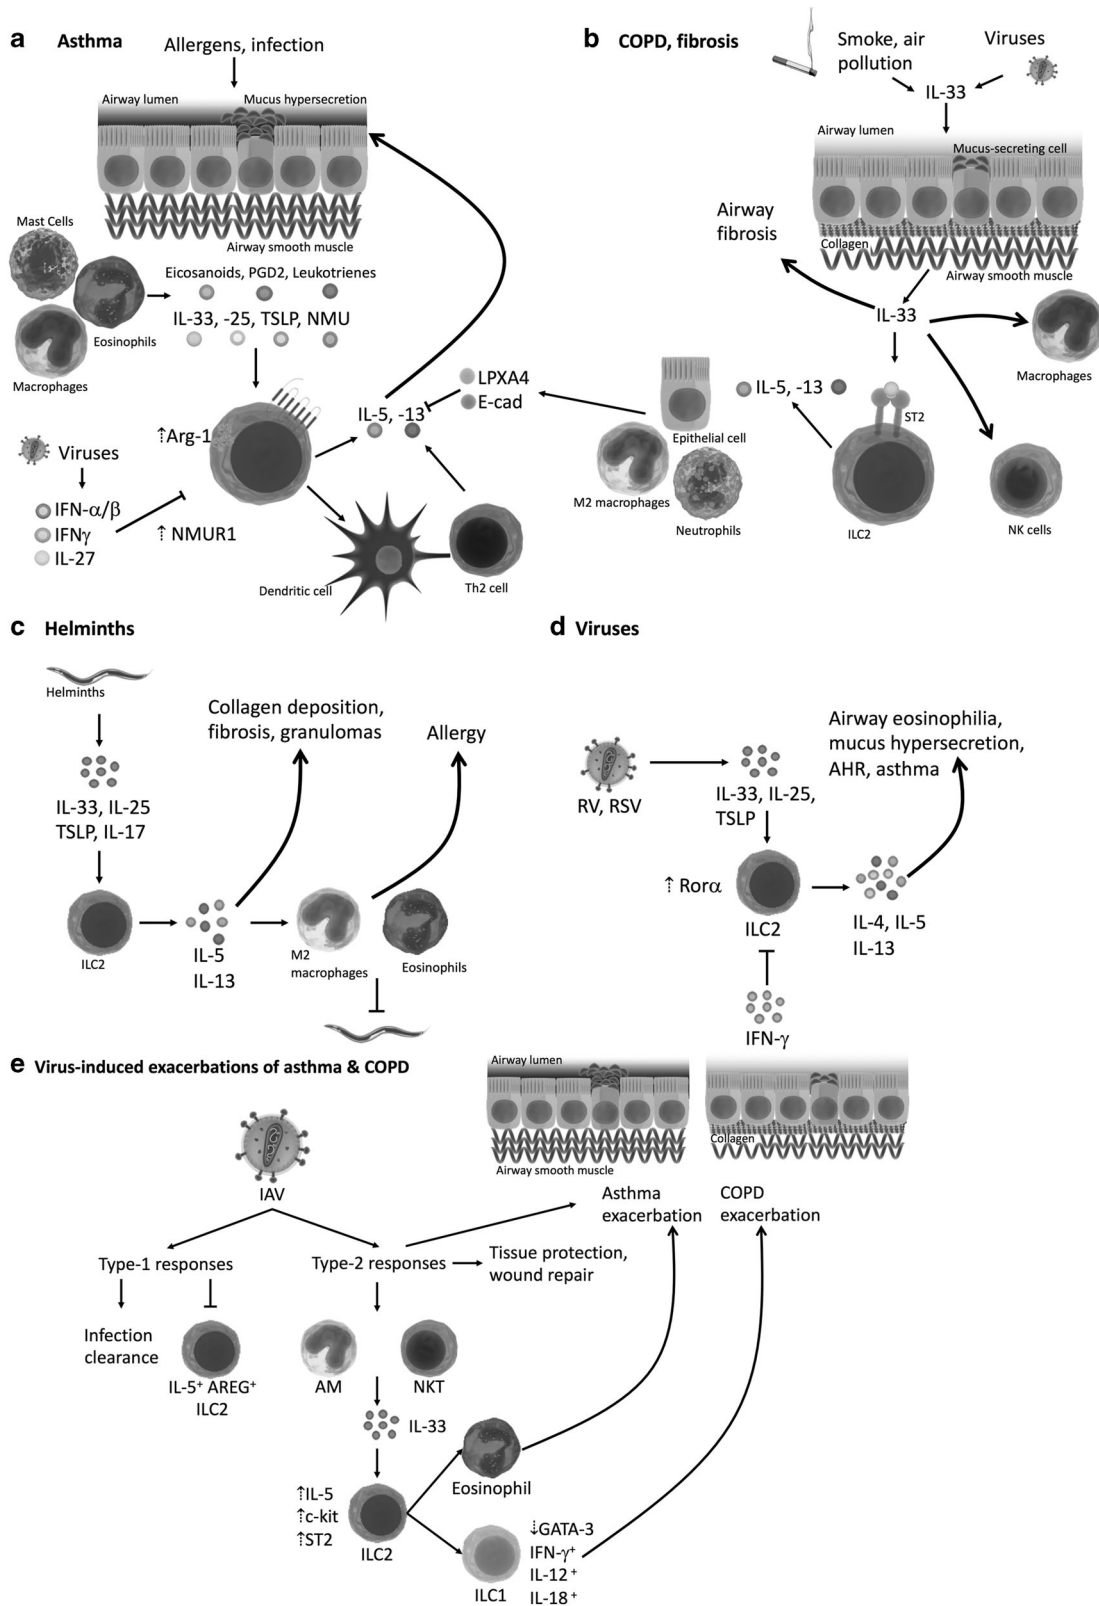 a Asthma
Allergens, infection
Airway lumen
Mucus hypersecretion
Airway smooth muscle
Mast Cells
Eosinophils
Macrophages
Eicosanoids, PGD2, Leukotrienes
IL-33, -25, TSLP, NMU
↑Arg-1
IL-5, -13
LPXA4
E-cad
Viruses
IFN-α/β
IFNγ
IL-27
↑ NMUR1
Dendritic cell
Th2 cell
b COPD, fibrosis
Smoke, air
pollution
Viruses
IL-33
Airway lumen
Mucus-secreting cell
Airway
fibrosis
Collagen
Airway smooth muscle
IL-33
Macrophages
IL-5, -13
ST2
Epithelial cell
M2 macrophages
Neutrophils
ILC2
NK cells
c Helminths
Helminths
IL-33, IL-25
TSLP, IL-17
ILC2
IL-5
IL-13
Collagen deposition,
fibrosis, granulomas
Allergy
M2
macrophages
Eosinophils
d Viruses
RV, RSV
IL-33, IL-25,
TSLP
Airway eosinophilia,
mucus hypersecretion,
AHR, asthma
↑ Rorα
ILC2
IL-4, IL-5
IL-13
IFN-γ
e Virus-induced exacerbations of asthma & COPD
Airway lumen
Airway smooth muscle
Collagen
IAV
Asthma
exacerbation
COPD
exacerbation
Type-1 responses
Type-2 responses
Tissue protection,
wound repair
Infection
clearance
IL-5⁺ AREG⁺
ILC2
AM
NKT
IL-33
Eosinophil
↑IL-5
↑c-kit
↑ST2
ILC2
ILC1
↓GATA-3
IFN-γ⁺
IL-12 ⁺
IL-18 ⁺